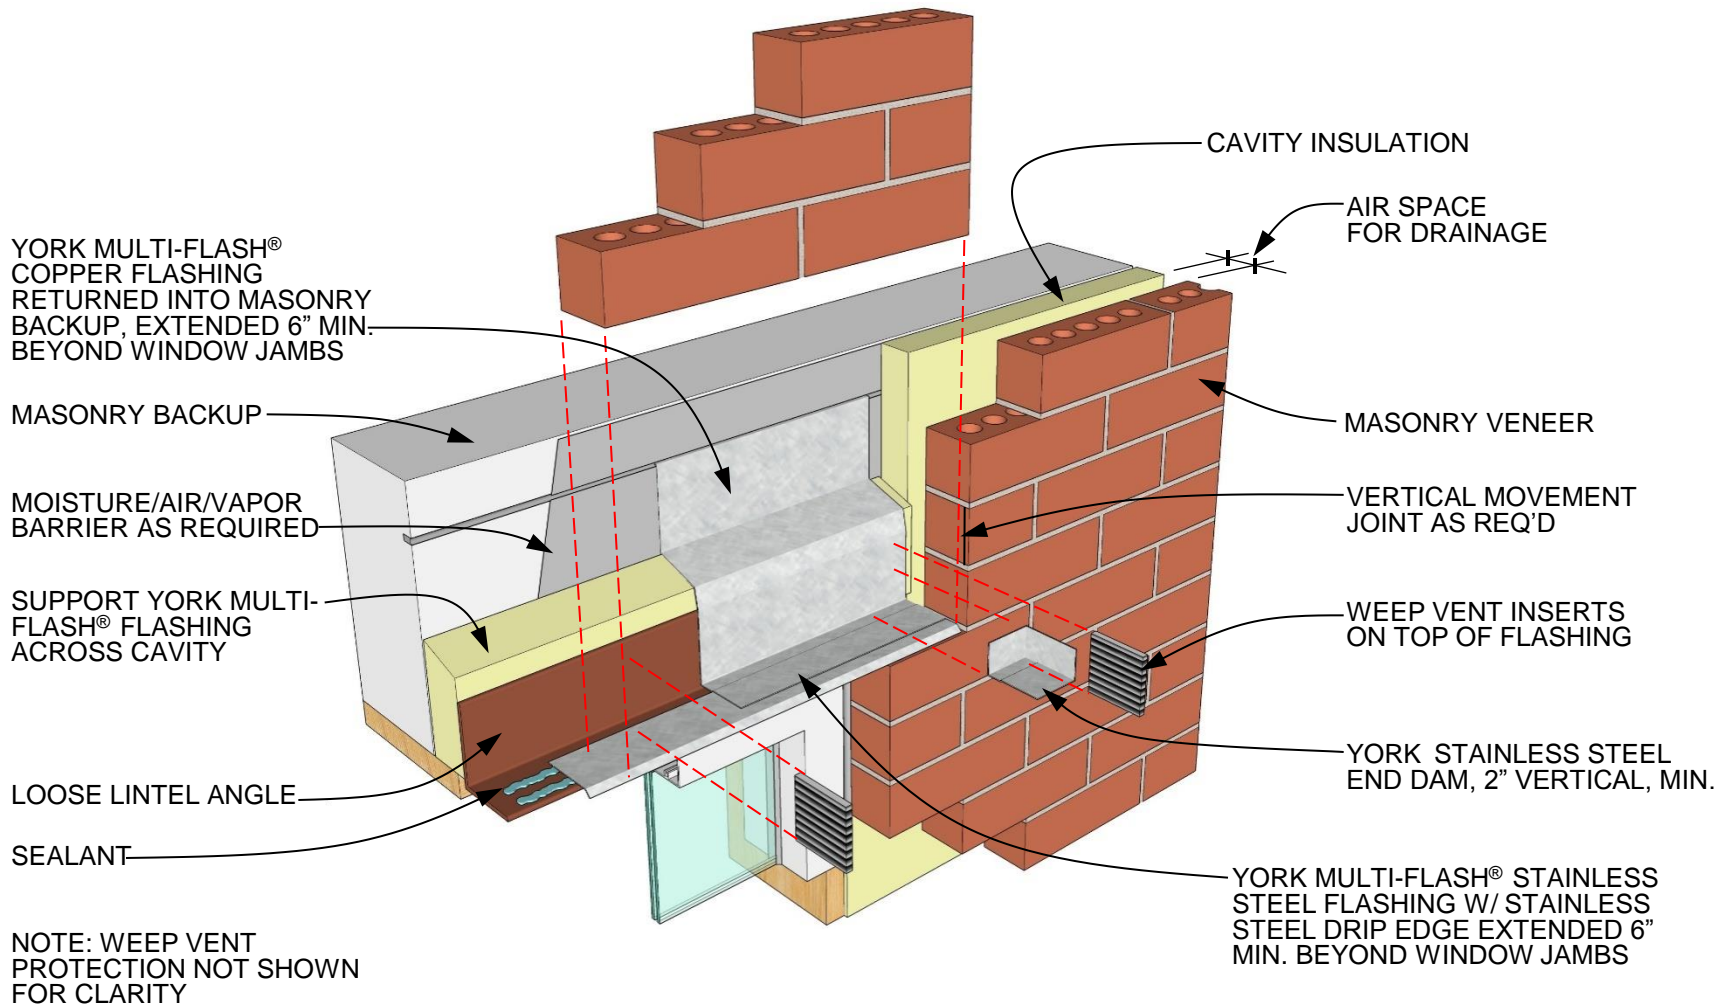 YORK MULTI-FLASH®
COPPER FLASHING
RETURNED INTO MASONRY
BACKUP, EXTENDED 6” MIN.
BEYOND WINDOW JAMBS
MASONRY BACKUP
MOISTURE/AIR/VAPOR
BARRIER AS REQUIRED
SUPPORT YORK MULTI-
FLASH® FLASHING
ACROSS CAVITY
LOOSE LINTEL ANGLE
SEALANT
NOTE: WEEP VENT
PROTECTION NOT SHOWN
FOR CLARITY
CAVITY INSULATION
AIR SPACE
FOR DRAINAGE
MASONRY VENEER
VERTICAL MOVEMENT
JOINT AS REQ’D
WEEP VENT INSERTS
ON TOP OF FLASHING
YORK STAINLESS STEEL
END DAM, 2” VERTICAL, MIN.
YORK MULTI-FLASH® STAINLESS
STEEL FLASHING W/ STAINLESS
STEEL DRIP EDGE EXTENDED 6”
MIN. BEYOND WINDOW JAMBS